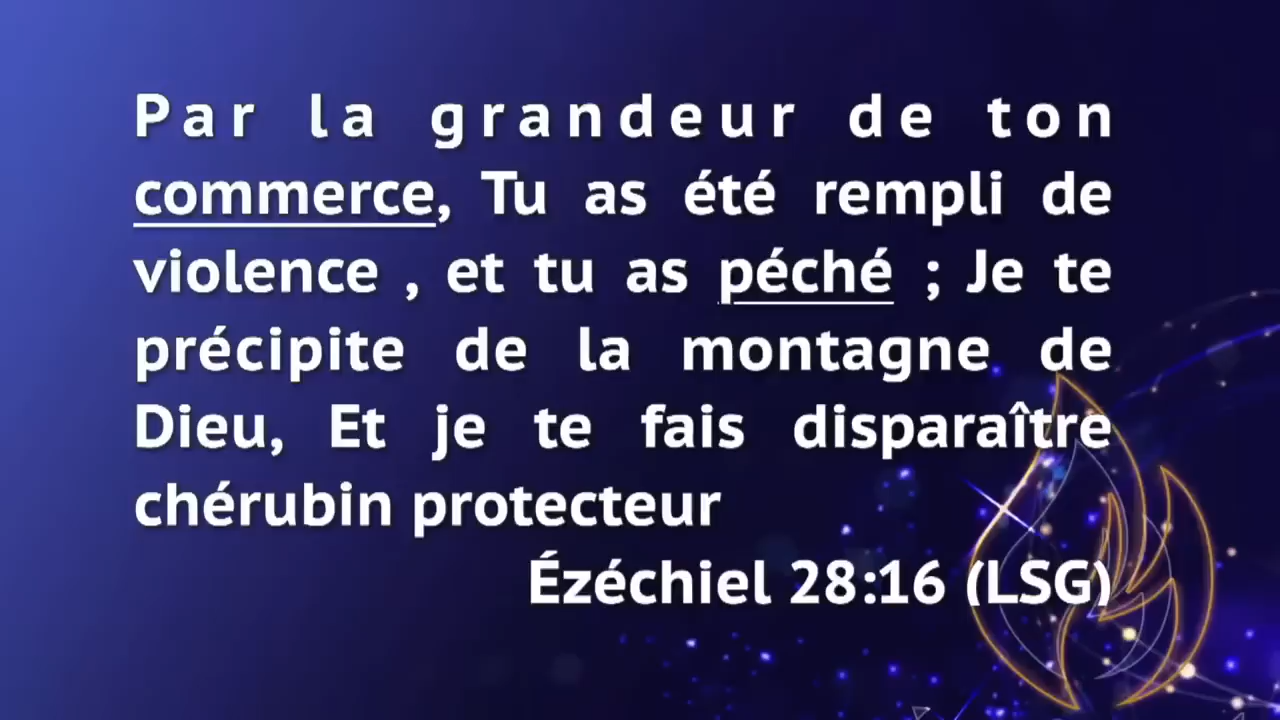 Par la grandeur de ton
commerce, Tu as été rempli de
violence , et tu as péché ; Je te
précipite de la montagne de
Dieu, Et je te fais disparaître
chérubin protecteur
Ézéchiel 28:16 (LSG)